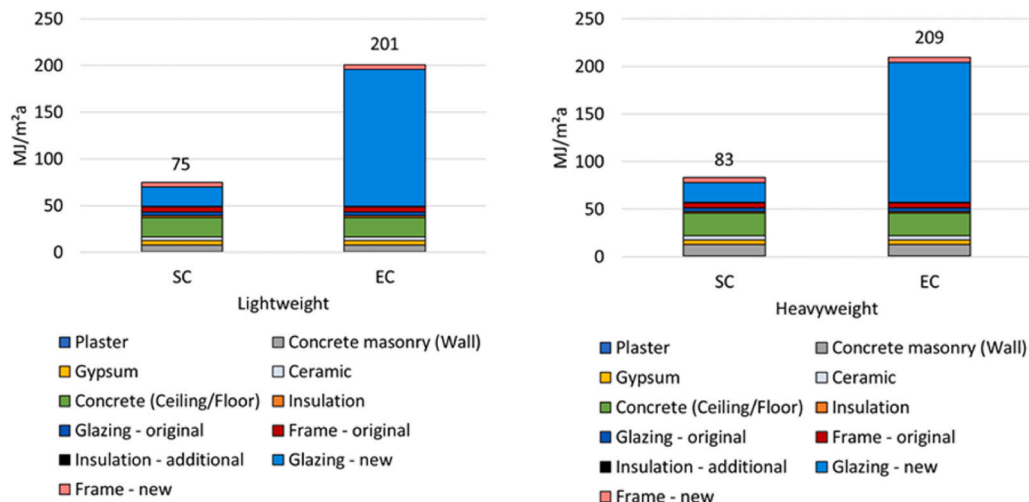 250
200
150
100
50
0
MJ/m²a
75
201
SC
EC
Lightweight
Plaster
Concrete masonry (Wall)
Gypsum
Ceramic
Concrete (Ceiling/Floor)
Insulation
Glazing - original
Frame - original
Insulation - additional
Glazing - new
Frame - new
250
200
150
100
50
0
MJ/m²a
83
209
SC
EC
Heavyweight
Plaster
Concrete masonry (Wall)
Gypsum
Ceramic
Concrete (Ceiling/Floor)
Insulation
Glazing - original
Frame - original
Insulation - additional
Glazing - new
Frame - new